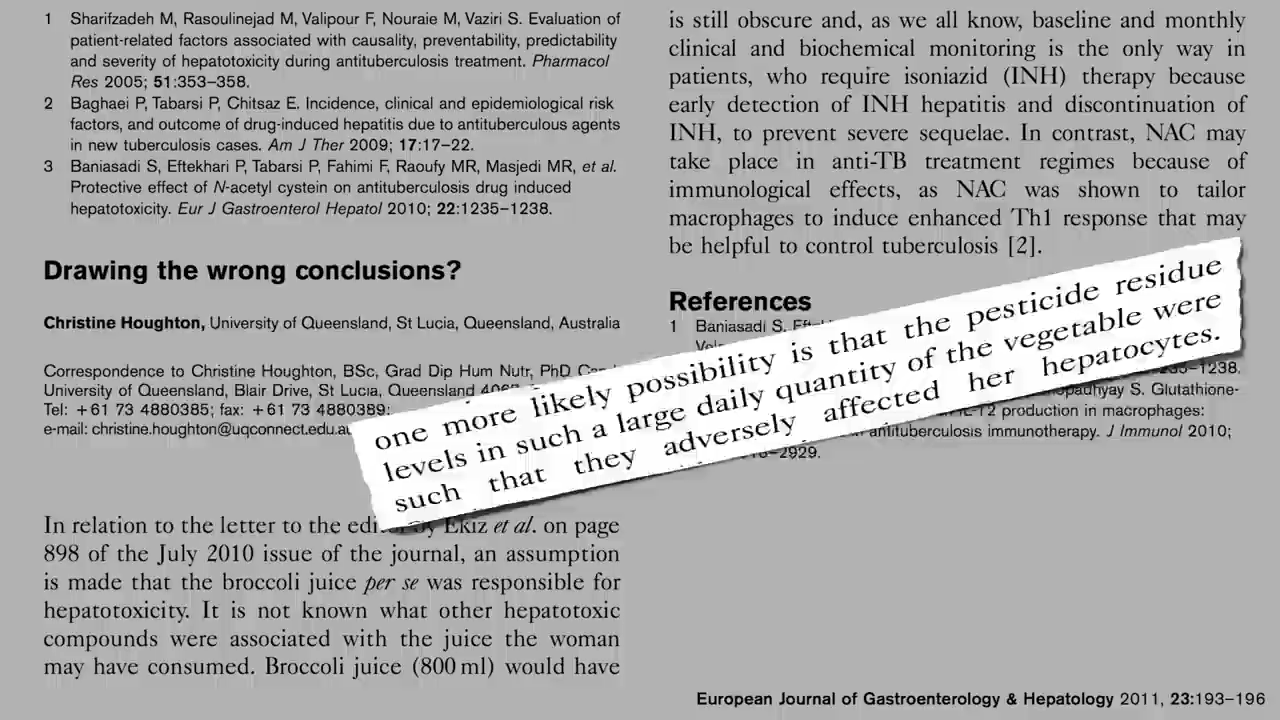 1 Sharifzadeh M, Rasoulinejad M, Valipour F, Nouraie M, Vaziri S. Evaluation of
patient-related factors associated with causality, preventability, predictability
and severity of hepatotoxicity during antituberculosis treatment. Pharmacol
Res 2005; 51:353–358.
2 Baghaei P, Tabarsi P, Chitsaz E. Incidence, clinical and epidemiological risk
factors, and outcome of drug-induced hepatitis due to antituberculous agents
in new tuberculosis cases. Am J Ther 2009; 17:17–22.
3 Baniasadi S, Eftekhari P, Tabarsi P, Fahimi F, Raoufy MR, Masjedi MR, et al.
Protective effect of N-acetyl cystein on antituberculosis drug induced
hepatotoxicity. Eur J Gastroenterol Hepatol 2010; 22:1235–1238.
Drawing the wrong conclusions?
Christine Houghton, University of Queensland, St Lucia, Queensland, Australia
Correspondence to Christine Houghton, BSc, Grad Dip Hum Nutr, PhD
University of Queensland, Blair Drive, St Lucia, Queensland
Tel: +61 73 4880385; fax: +61 73 4880389;
e-mail: christine.houghton@uqconnect.edu.au
In relation to the letter to the editor by Ekiz et al. on page
898 of the July 2010 issue of the journal, an assumption
is made that the broccoli juice per se was responsible for
hepatotoxicity. It is not known what other hepatotoxic
compounds were associated with the juice the woman
may have consumed. Broccoli juice (800 ml) would have
is still obscure and, as we all know, baseline and monthly
clinical and biochemical monitoring is the only way in
patients, who require isoniazid (INH) therapy because
early detection of INH hepatitis and discontinuation of
INH, to prevent severe sequelae. In contrast, NAC may
take place in anti-TB treatment regimes because of
immunological effects, as NAC was shown to tailor
macrophages to induce enhanced Th1 response that may
be helpful to control tuberculosis [2].
References
1 Baniasadi S,
–1238.
S. Glutathione-
production in macrophages:
antituberculosis immunotherapy. J Immunol 2010;
–2929.
one more likely possibility is that the pesticide residue
levels in such a large daily quantity of the vegetable were
such that they adversely affected her hepatocytes.
European Journal of Gastroenterology & Hepatology 2011, 23:193–196